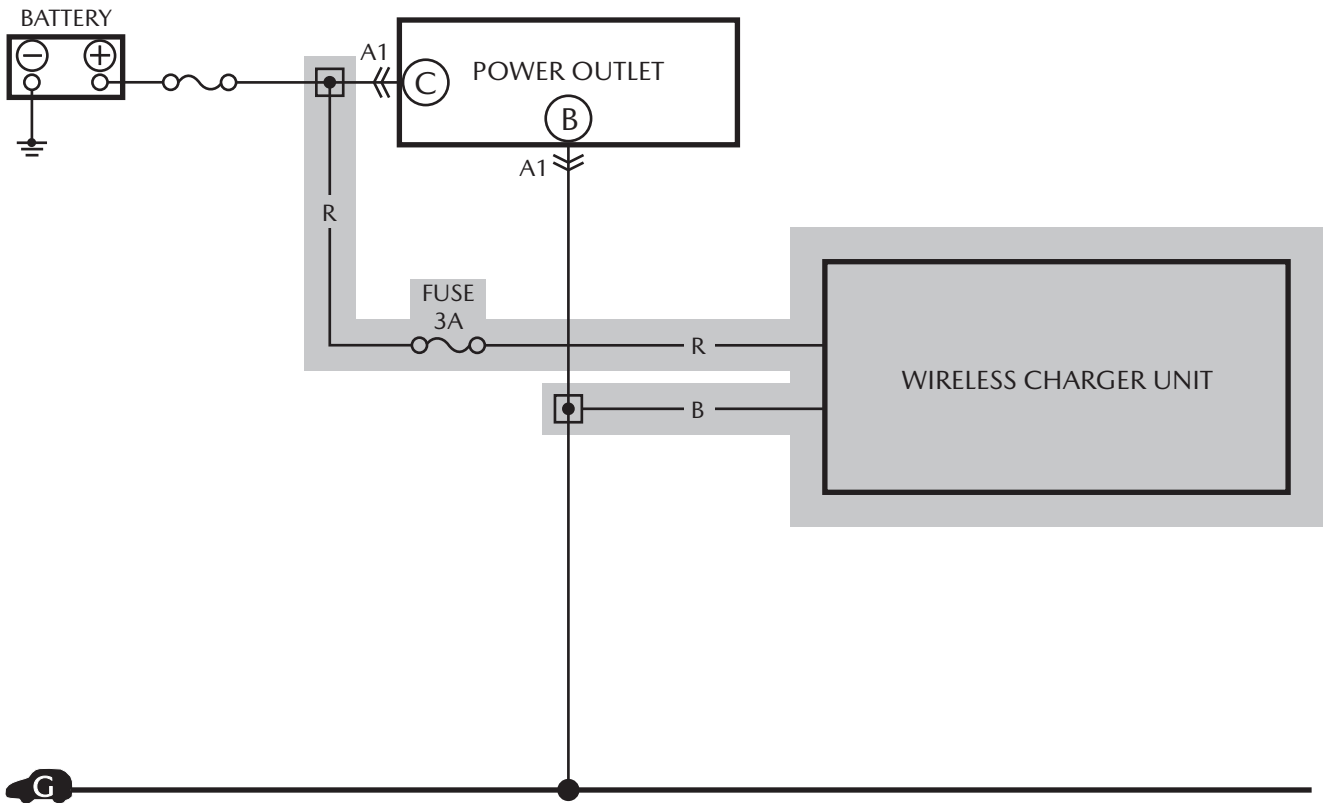 BATTERY
A1
C
POWER OUTLET
B
A1
R
FUSE
3A
R
WIRELESS CHARGER UNIT
B
G